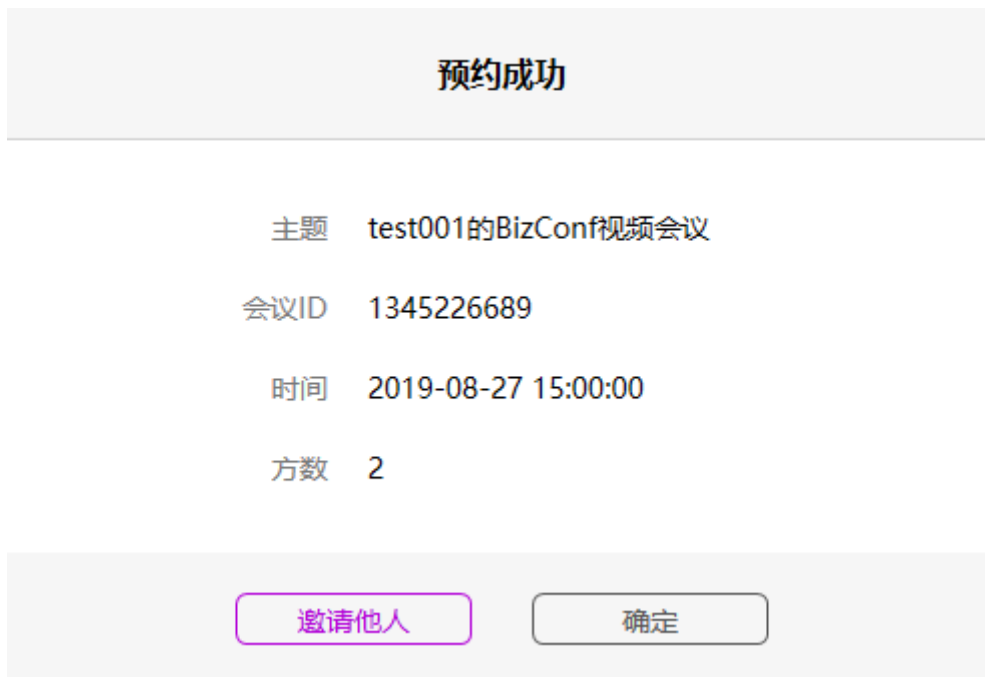 预约成功
主题 test001的BizConf视频会议
会议ID 1345226689
时间 2019-08-27 15:00:00
方数 2
邀请他人 确定